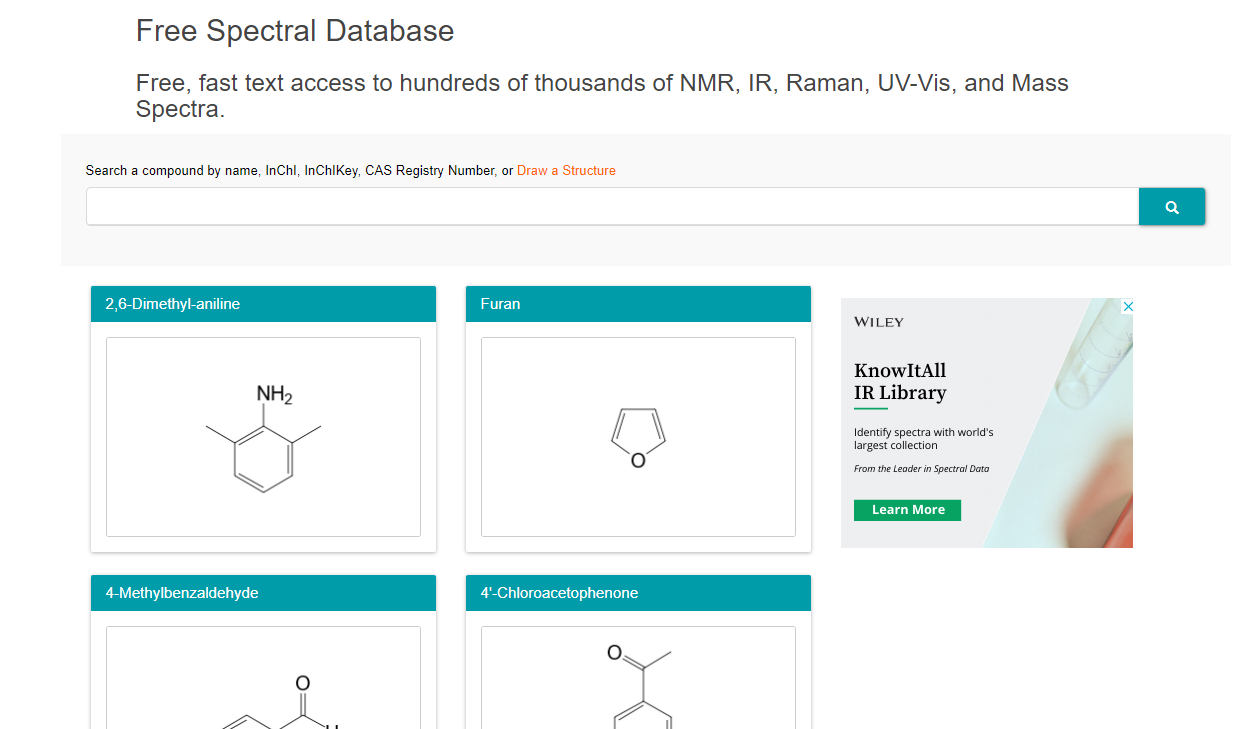 Free Spectral Database
Free, fast text access to hundreds of thousands of NMR, IR, Raman, UV-Vis, and Mass
Spectra.
Search a compound by name, InChI, InChIKey, CAS Registry Number, or Draw a Structure
2,6-Dimethyl-aniline
NH2
Furan
O
WILEY
KnowItAll
IR Library
Identify spectra with world's
largest collection
From the Leader in Spectral Data
Learn More
4-Methylbenzaldehyde
O
4'-Chloroacetophenone
O